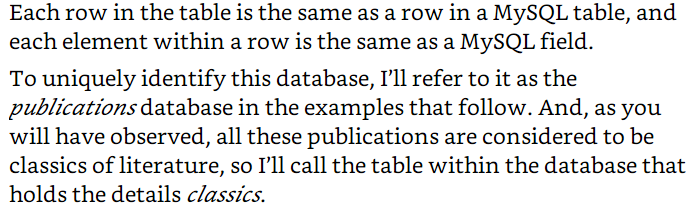 Each row in the table is the same as a row in a MySQL table, and
each element within a row is the same as a MySQL field.
To uniquely identify this database, I’ll refer to it as the
publications database in the examples that follow. And, as you
will have observed, all these publications are considered to be
classics of literature, so I’ll call the table within the database that
holds the details classics.